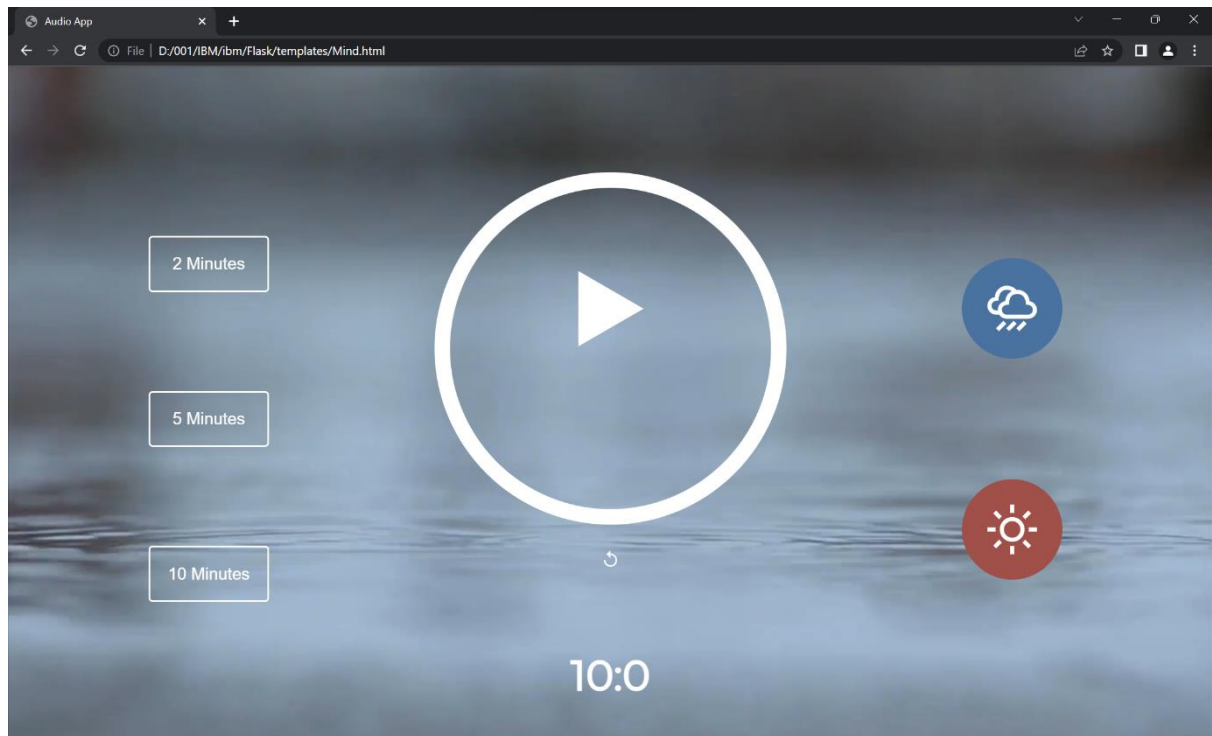 Audio App
File | D:/001/IBM/ibm/Flask/templates/Mind.html
2 Minutes
5 Minutes
10 Minutes
10:0